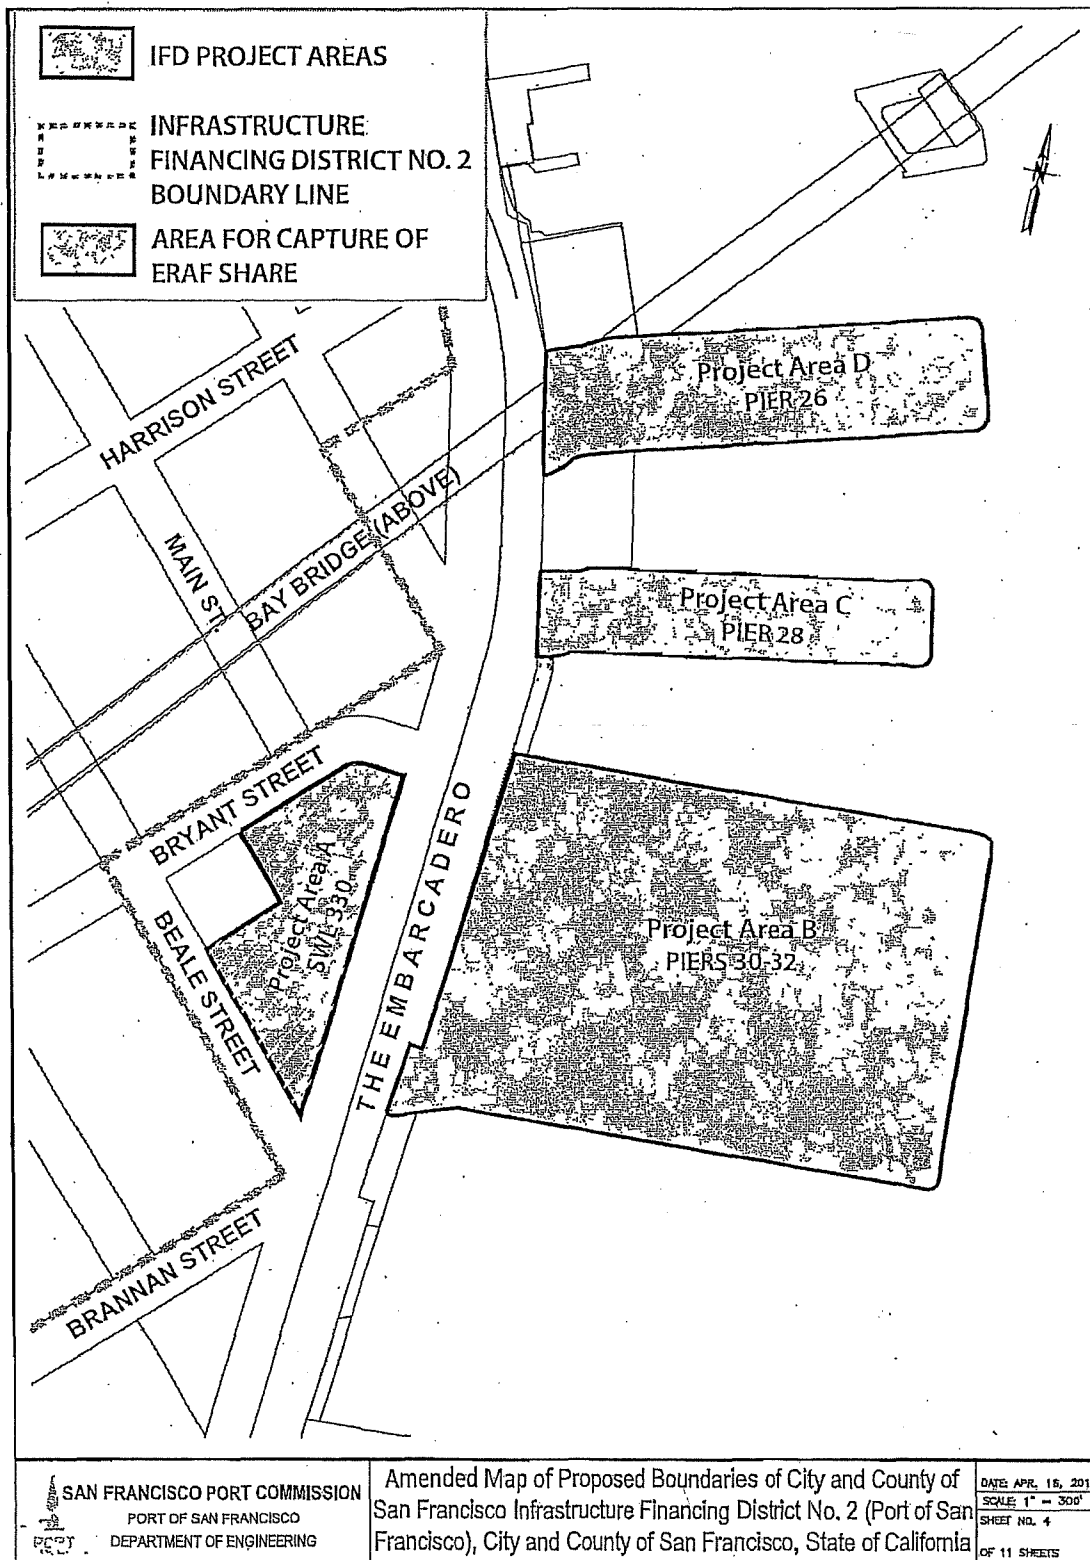 IFD PROJECT AREAS
INFRASTRUCTURE
FINANCING DISTRICT NO. 2
BOUNDARY LINE
AREA FOR CAPTURE OF
ERAF SHARE
N
HARRISON STREET
MAIN ST.
BAY BRIDGE (ABOVE)
Project Area D
PIER 26
Project Area C
PIER 28
BRYANT STREET
Project Area A
SWL 330
BEALE STREET
THE EMBARCADERO
Project Area B
PIERS 30-32
BRANNAN STREET
PORT
SAN FRANCISCO PORT COMMISSION
PORT OF SAN FRANCISCO
DEPARTMENT OF ENGINEERING
Amended Map of Proposed Boundaries of City and County of
San Francisco Infrastructure Financing District No. 2 (Port of San
Francisco), City and County of San Francisco, State of California
DATE: APR. 16, 201
SCALE: 1" = 300'
SHEET NO. 4
OF 11 SHEETS